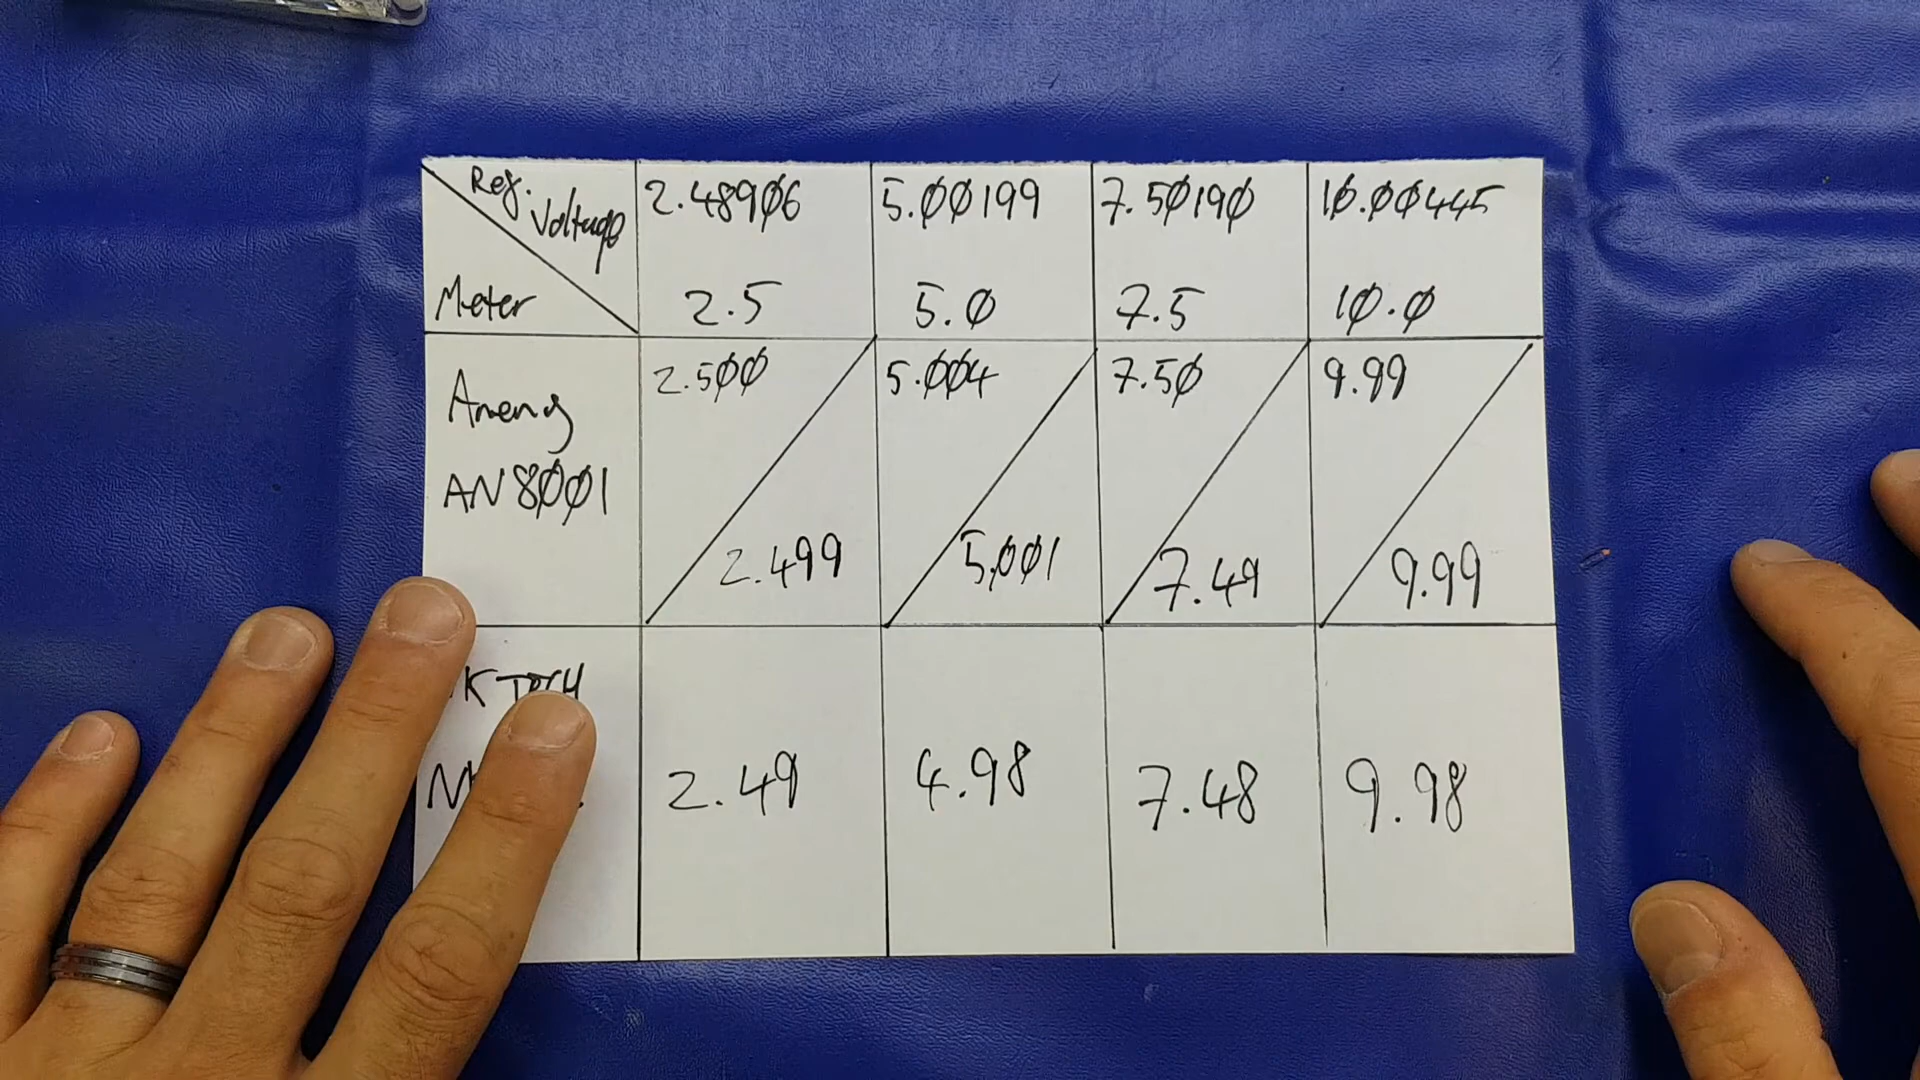 Ref. Voltage 2.48906 5.00199 7.50190 10.00445
Meter 2.5 5.0 7.5 10.0
Aneng AN8001 2.500 5.004 7.50 9.99
2.499 5.001 7.49 9.99
2.49 4.98 7.48 9.98